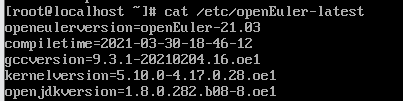 [root@localhost ~]# cat /etc/openEuler-latest
openeulerversion=openEuler-21.03
compiletime=2021-03-30-18-46-12
gccversion=9.3.1-20210204.16.oe1
kernelversion=5.10.0-4.17.0.28.oe1
openjdkversion=1.8.0.282.b08-8.oe1